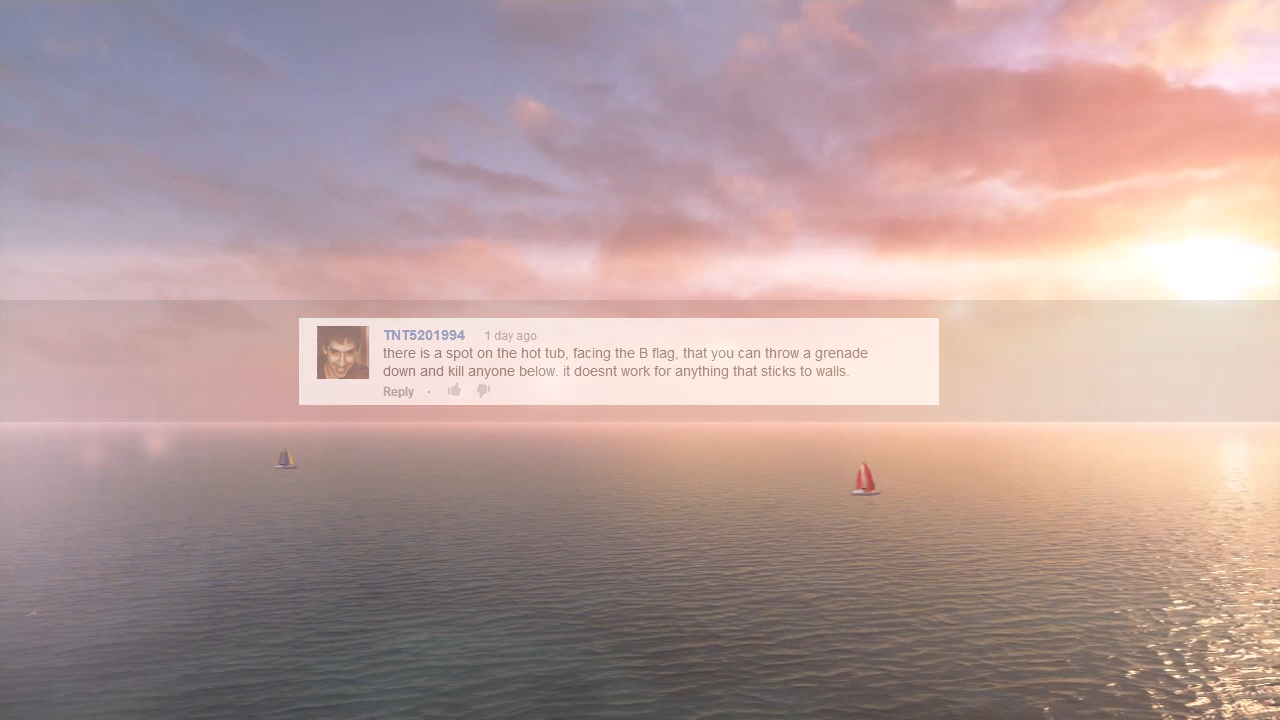 TNT5201994 1 day ago
there is a spot on the hot tub, facing the B flag, that you can throw a grenade
down and kill anyone below. it doesnt work for anything that sticks to walls.
Reply ·